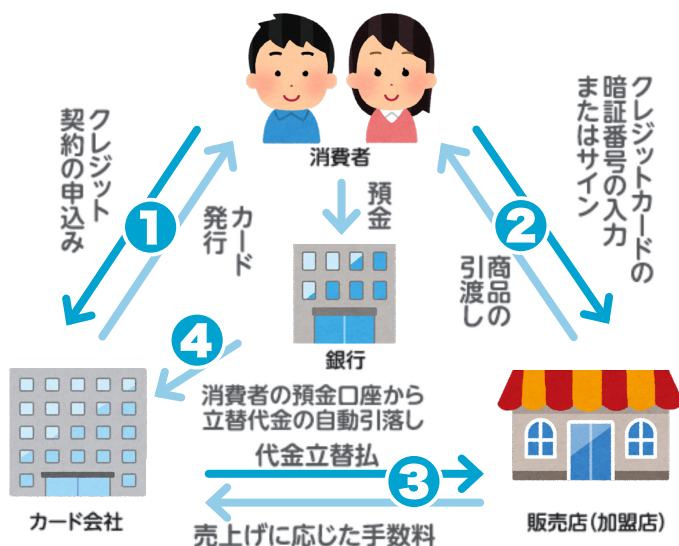 消費者
クレジット
契約の申込み
1
カード
発行
預金
2
クレジットカードの
暗証番号の入力
またはサイン
商品の
引渡し
銀行
4
消費者の預金口座から
立替代金の自動引落し
代金立替払
3
売上げに応じた手数料
カード会社
販売店(加盟店)